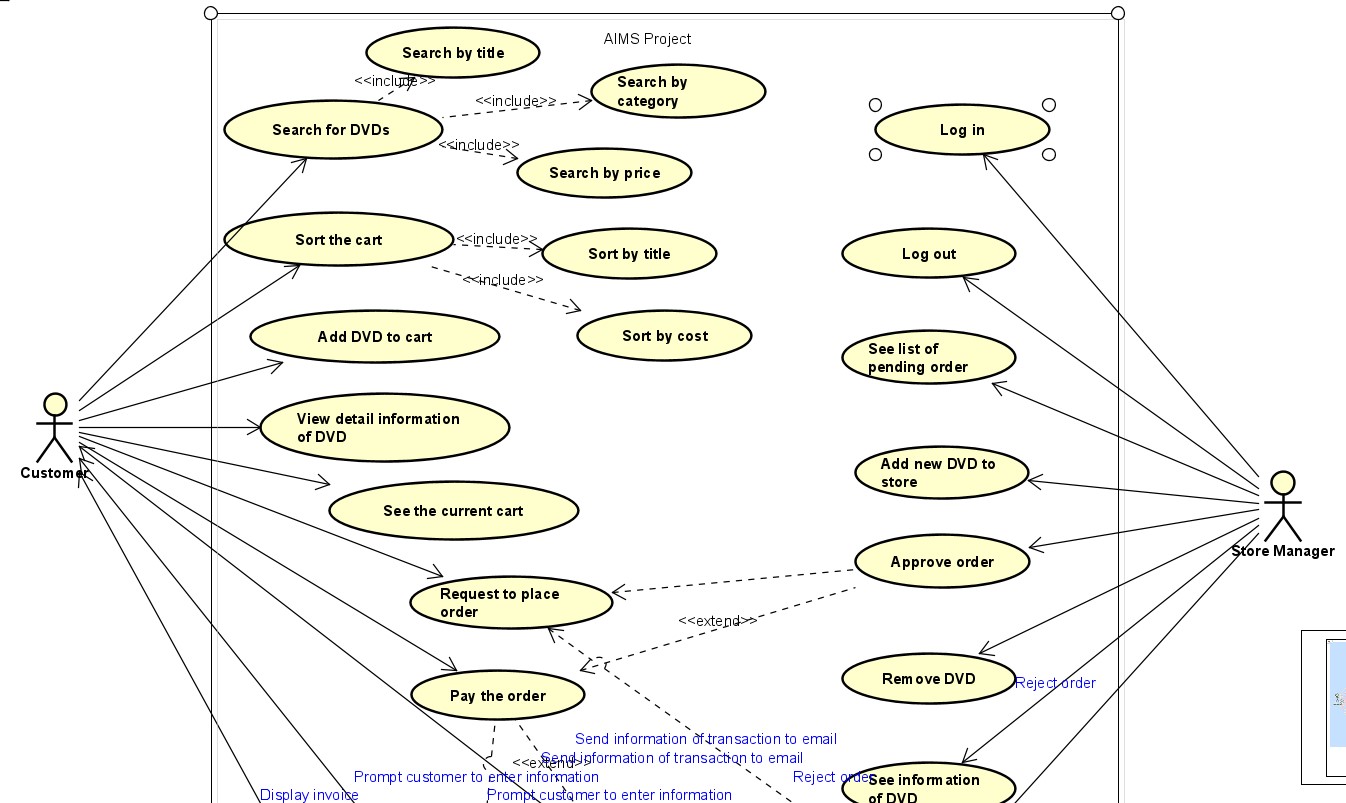 AIMS Project
Search by title
<<include>>
Search by
category
<<include>>
Search for DVDs
<<include>>
Search by price
Log in
Sort the cart
<<include>>
Sort by title
<<include>>
Log out
Add DVD to cart
Sort by cost
See list of
pending order
View detail information
of DVD
Customer
Add new DVD to
store
See the current cart
Store Manager
Approve order
Request to place
order
<<extend>>
Remove DVD
Reject order
Pay the order
Send information of transaction to email
Send information of transaction to email
<<extend>>
Prompt customer to enter information
Reject order
See information
of DVD
Display invoice
Prompt customer to enter information